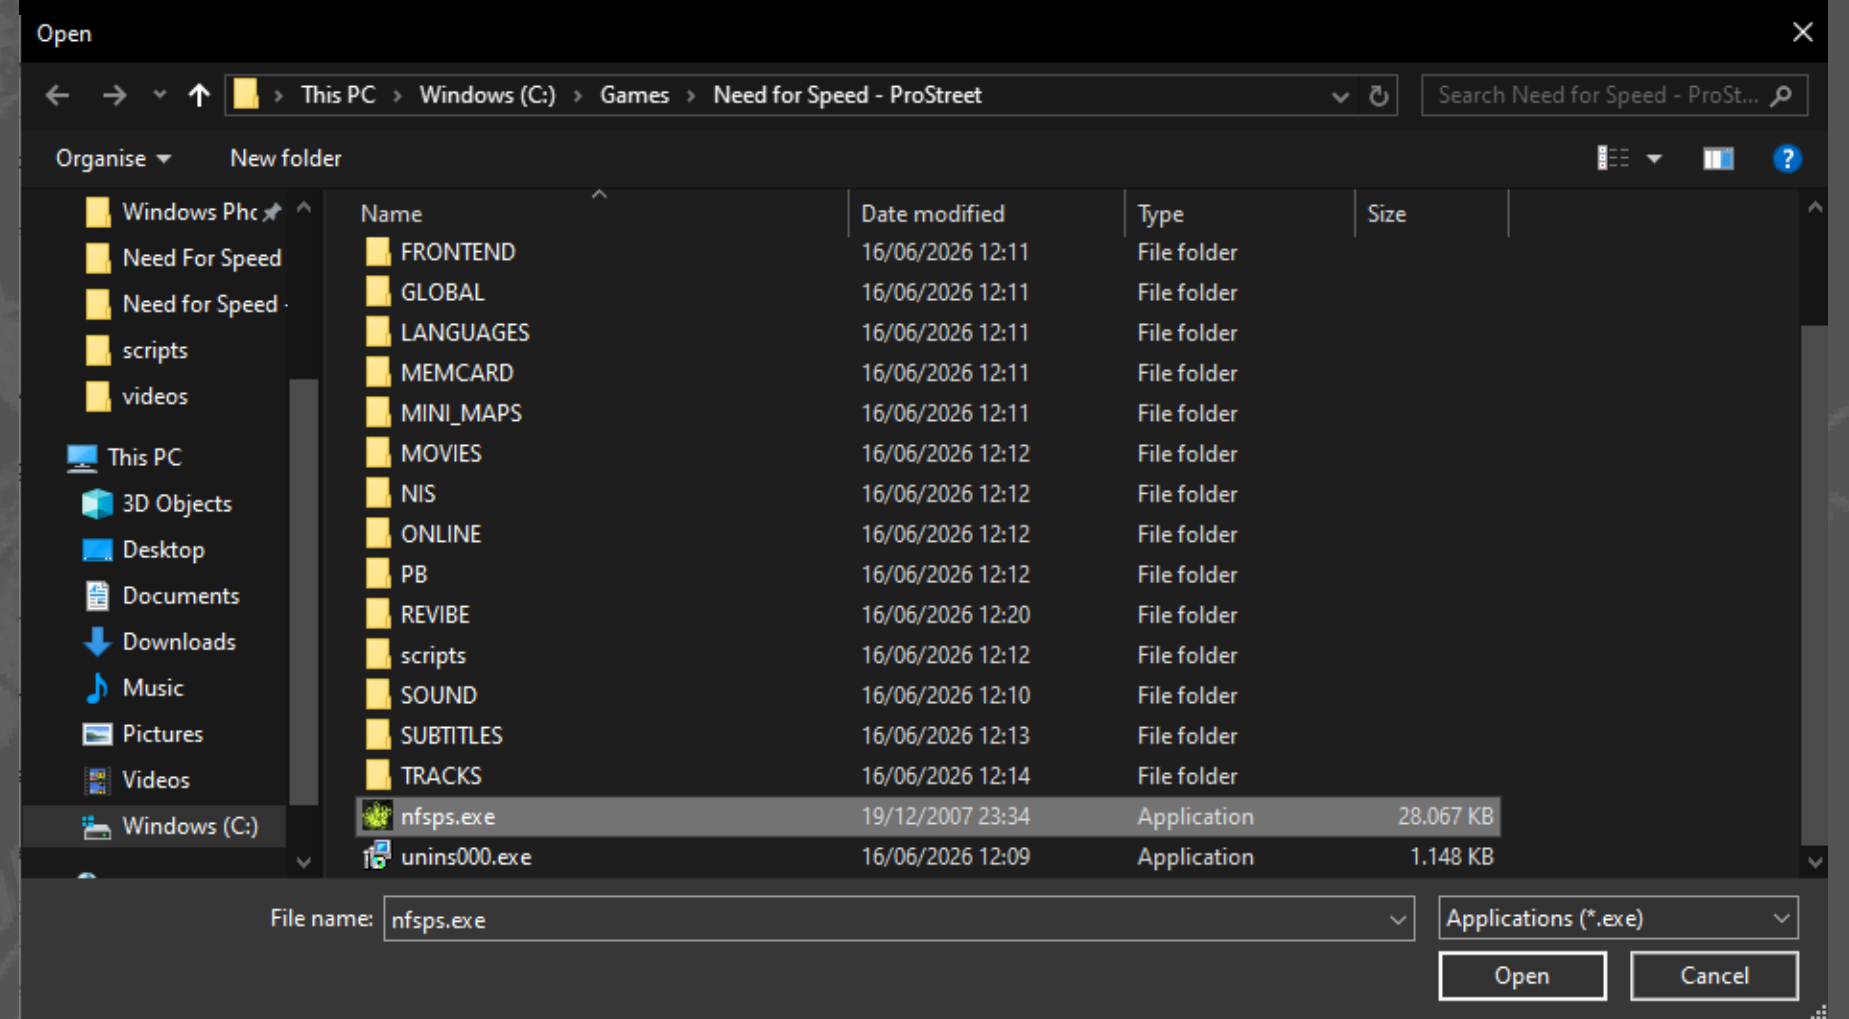 Open
This PC > Windows (C:) > Games > Need for Speed - ProStreet
Search Need for Speed - ProSt...
Organise
New folder
Windows Phc
Need For Speed
Need for Speed -
scripts
videos
This PC
3D Objects
Desktop
Documents
Downloads
Music
Pictures
Videos
Windows (C:)
Name Date modified Type Size
FRONTEND 16/06/2026 12:11 File folder
GLOBAL 16/06/2026 12:11 File folder
LANGUAGES 16/06/2026 12:11 File folder
MEMCARD 16/06/2026 12:11 File folder
MINI_MAPS 16/06/2026 12:11 File folder
MOVIES 16/06/2026 12:12 File folder
NIS 16/06/2026 12:12 File folder
ONLINE 16/06/2026 12:12 File folder
PB 16/06/2026 12:12 File folder
REVIBE 16/06/2026 12:20 File folder
scripts 16/06/2026 12:12 File folder
SOUND 16/06/2026 12:10 File folder
SUBTITLES 16/06/2026 12:13 File folder
TRACKS 16/06/2026 12:14 File folder
nfsps.exe 19/12/2007 23:34 Application 28.067 KB
unins000.exe 16/06/2026 12:09 Application 1.148 KB
File name: nfsps.exe
Applications (*.exe)
Open
Cancel